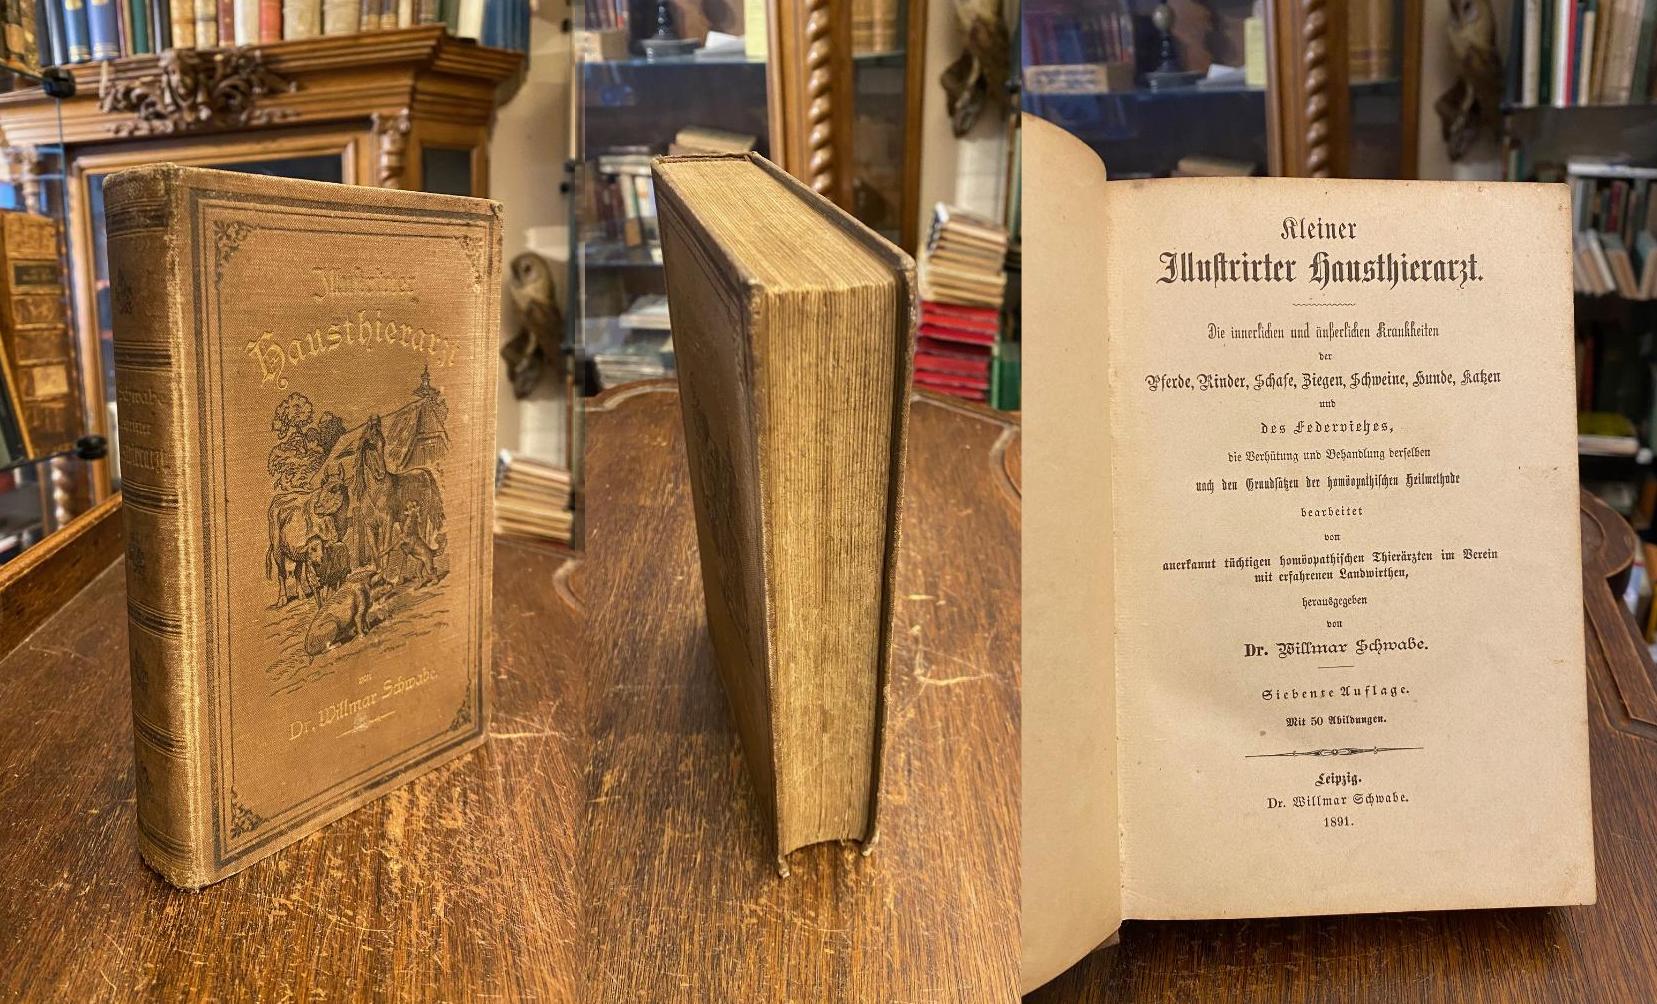 Illustrirter
Hausthierarzt
von
Dr. Willmar Schwabe.
Schwabe
Kleiner
Illustrirter Hausthierarzt.
Die innerlichen und äußerlichen Krankheiten
der
Pferde, Rinder, Schafe, Ziegen, Schweine, Hunde, Katzen
und
des Federviehes,
die Verhütung und Behandlung derselben
nach den Grundsätzen der homöopathischen Heilmethode
bearbeitet
von
anerkannt tüchtigen homöopathischen Thierärzten im Verein
mit erfahrenen Landwirthen,
herausgegeben
von
Dr. Willmar Schwabe.
Siebente Auflage.
Mit 50 Abildungen.
Leipzig.
Dr. Willmar Schwabe.
1891.